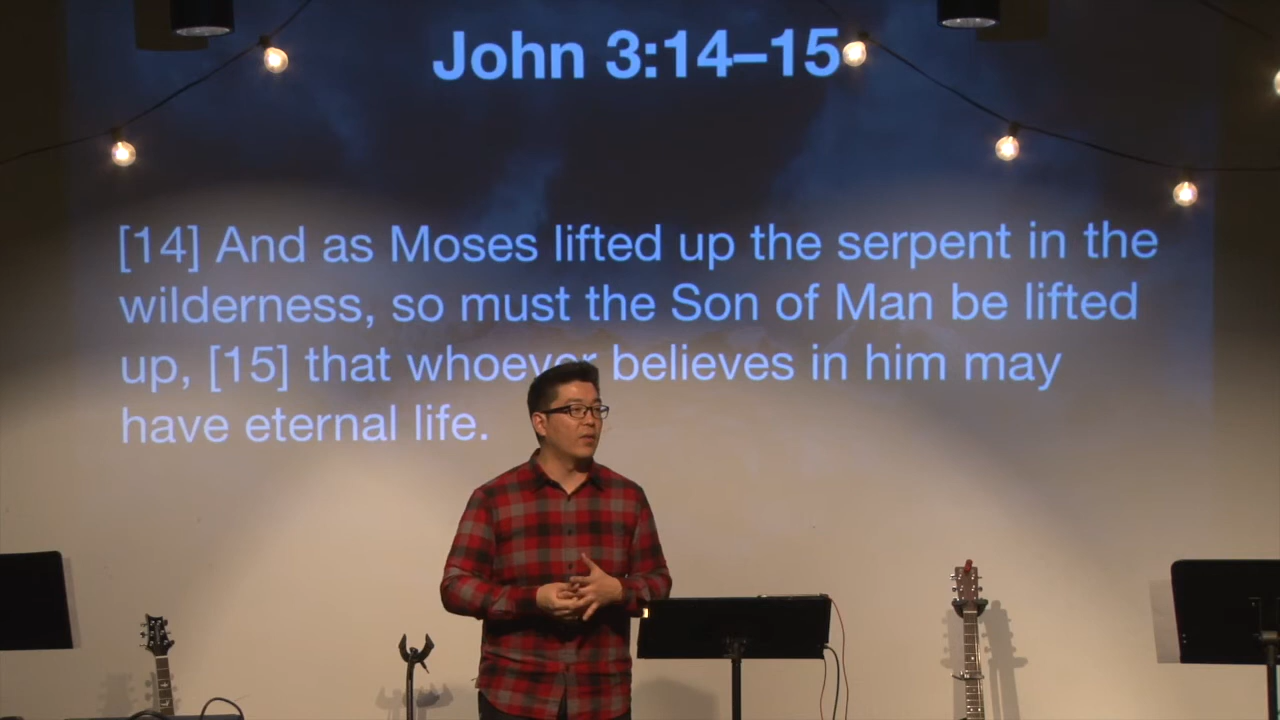 John 3:14–15
[14] And as Moses lifted up the serpent in the
wilderness, so must the Son of Man be lifted
up, [15] that whoever believes in him may
have eternal life.